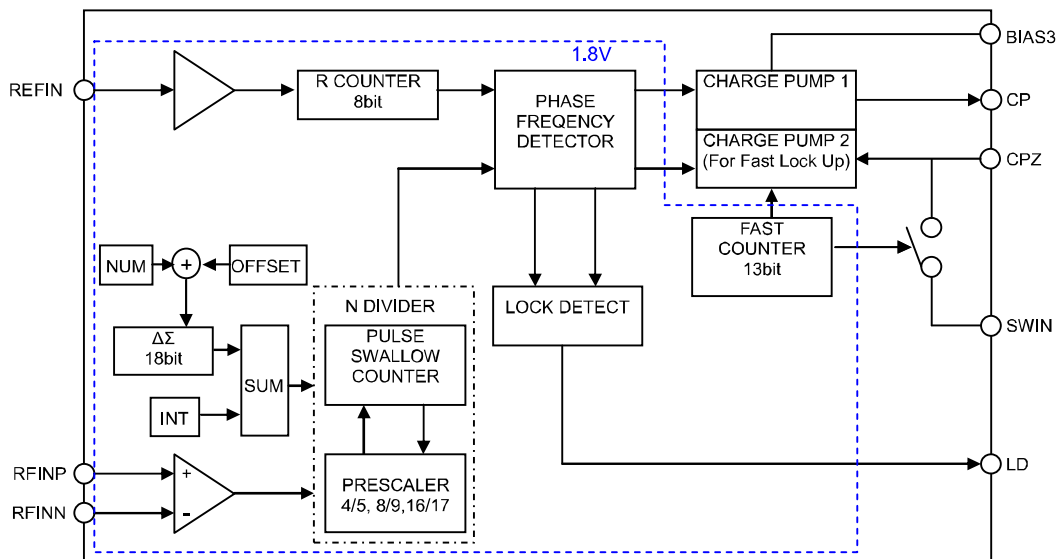 BIAS3
1.8V
REFIN
R COUNTER
8bit
PHASE
FREQENCY
DETECTOR
CHARGE PUMP 1
CP
CHARGE PUMP 2
(For Fast Lock Up)
CPZ
FAST
COUNTER
13bit
NUM
+
OFFSET
N DIVIDER
LOCK DETECT
SWIN
ΔΣ
18bit
SUM
PULSE
SWALLOW
COUNTER
INT
RFINP
+
RFINN
-
PRESCALER
4/5, 8/9,16/17
LD